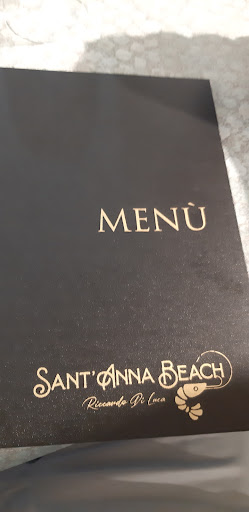 MENÙ
SANT'ANNA BEACH
Riccardo Di Luca